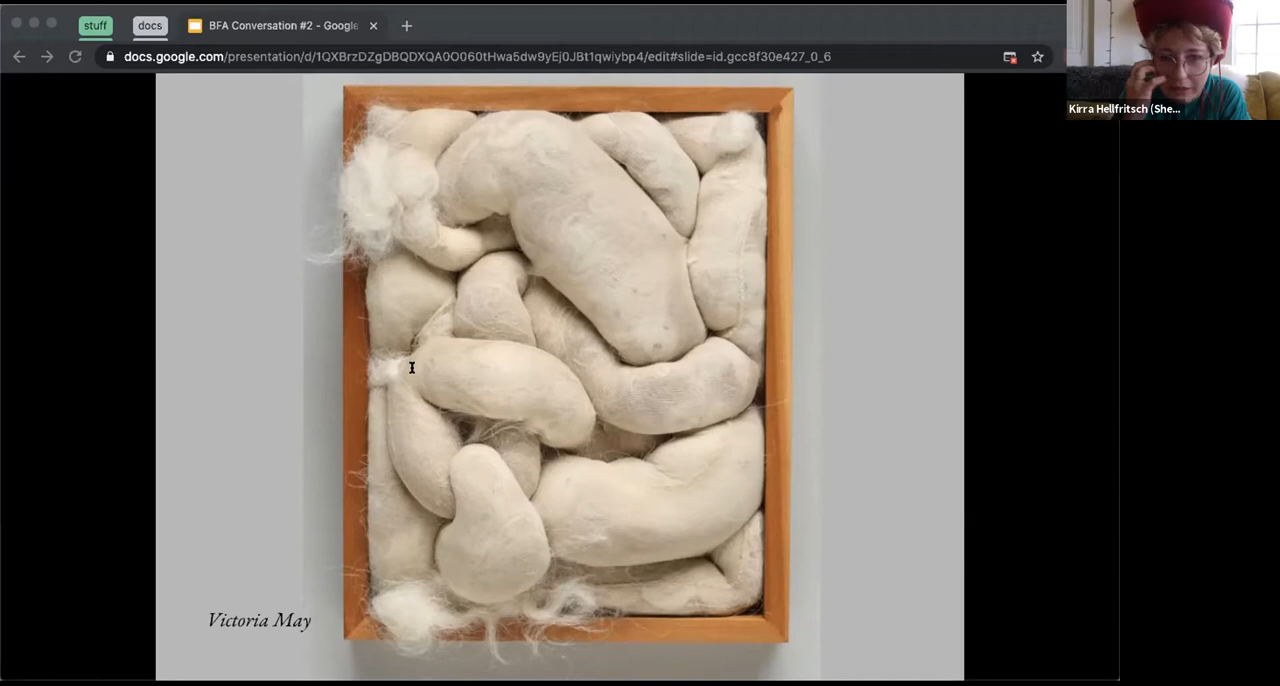 stuff
docs
BFA Conversation #2 - Google
docs.google.com/presentation/d/1QXBrzDZgDBQDXQA0O060tHwa5dw9yEj0JBt1qwiybp4/edit#slide=id.gcc8f30e427_0_6
Kirra Hellfritsch (She...
Victoria May